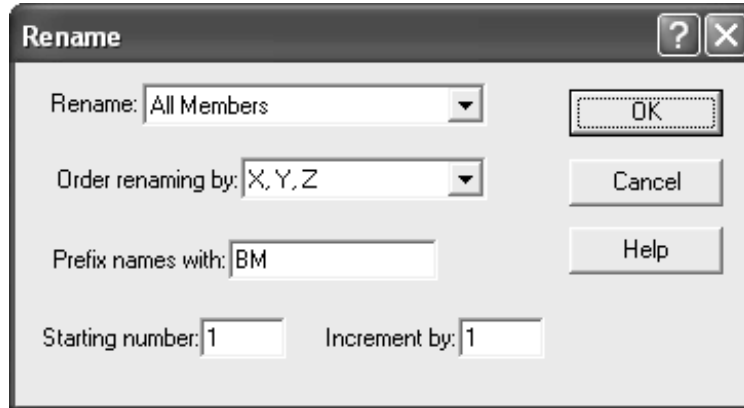 Rename
Rename: All Members
OK
Order renaming by: X, Y, Z
Cancel
Prefix names with: BM
Help
Starting number: 1 Increment by: 1